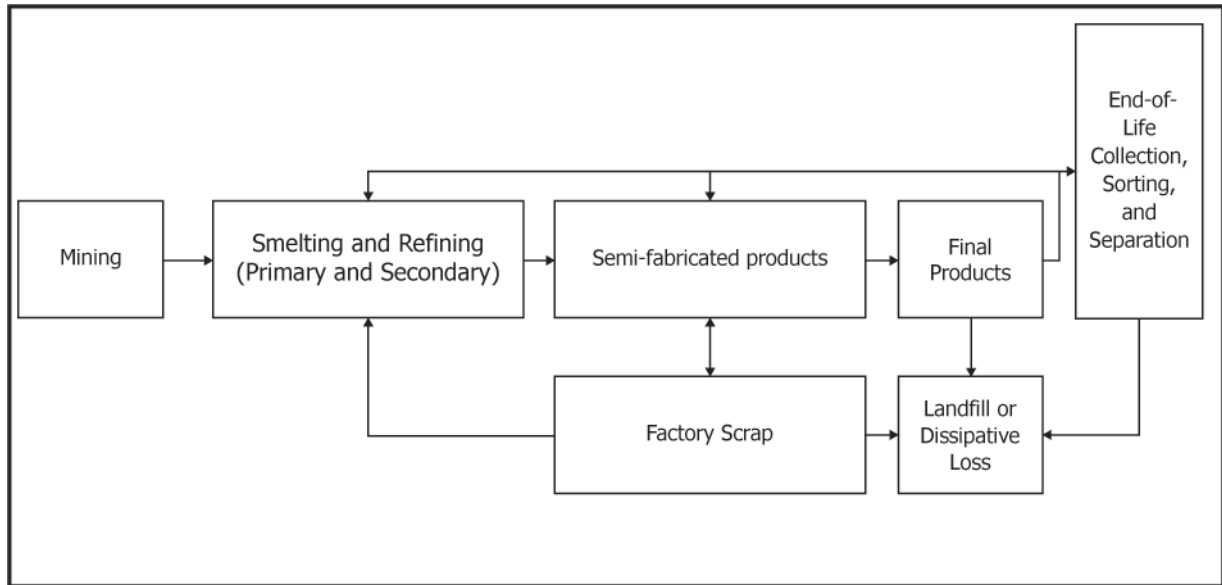 End-of-
Life
Collection,
Sorting,
and
Separation
Mining
Smelting and Refining
(Primary and Secondary)
Semi-fabricated products
Final
Products
Factory Scrap
Landfill or
Dissipative
Loss